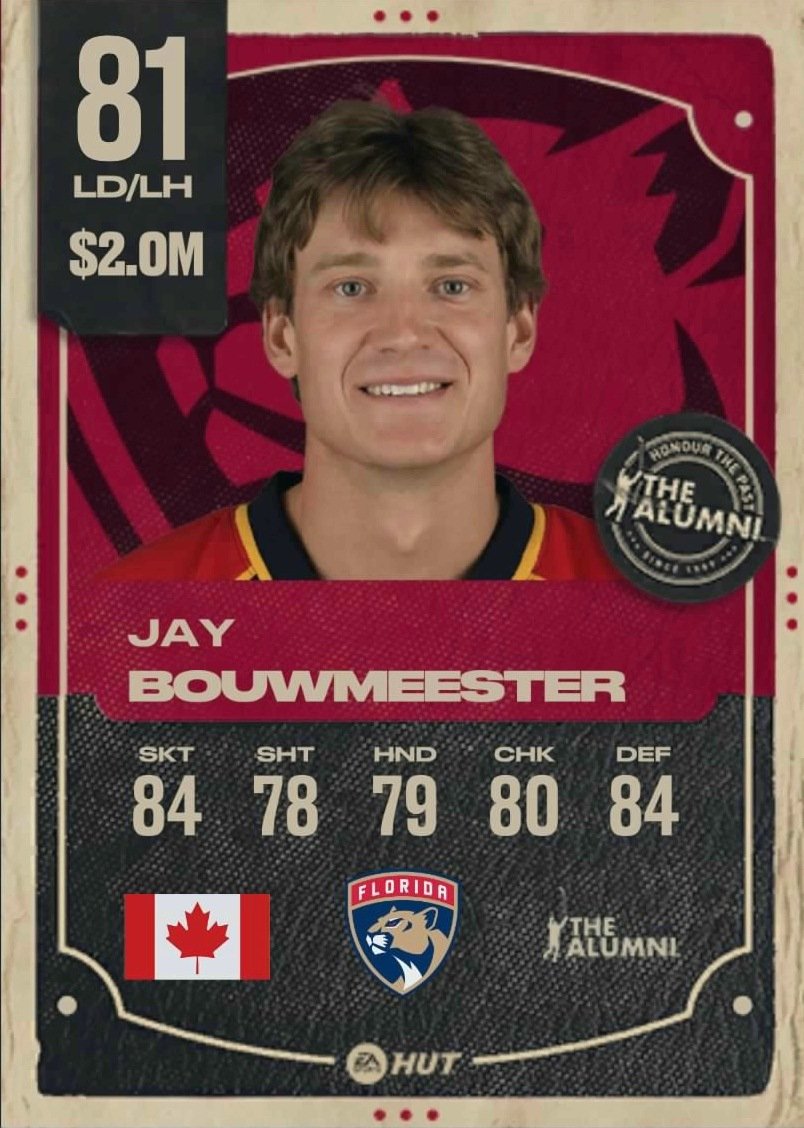 81
LD/LH
$2.0M
HONOUR THE PAST
THE
ALUMNI
JAY
BOUWMEESTER
SKT SHT HND CHK DEF
84 78 79 80 84
FLORIDA
THE
ALUMNI
EA
HUT